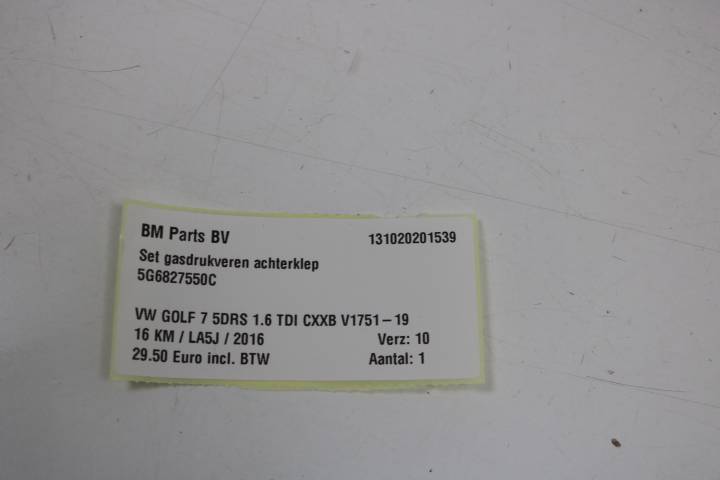 BM Parts BV 131020201539
Set gasdrukveren achterklep
5G6827550C
VW GOLF 7 5DRS 1.6 TDI CXXB V1751-19
16 KM / LA5J / 2016 Verz: 10
29.50 Euro incl. BTW Aantal: 1